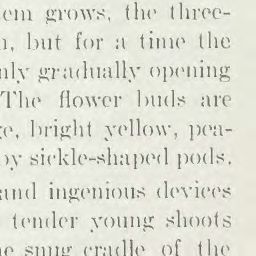 em grows, the three-
, but for a time the
nly gradually opening
The flower buds are
e, bright yellow, pea-
by sickle-shaped pods.
and ingenious devices
tender young shoots
he snug cradle of the